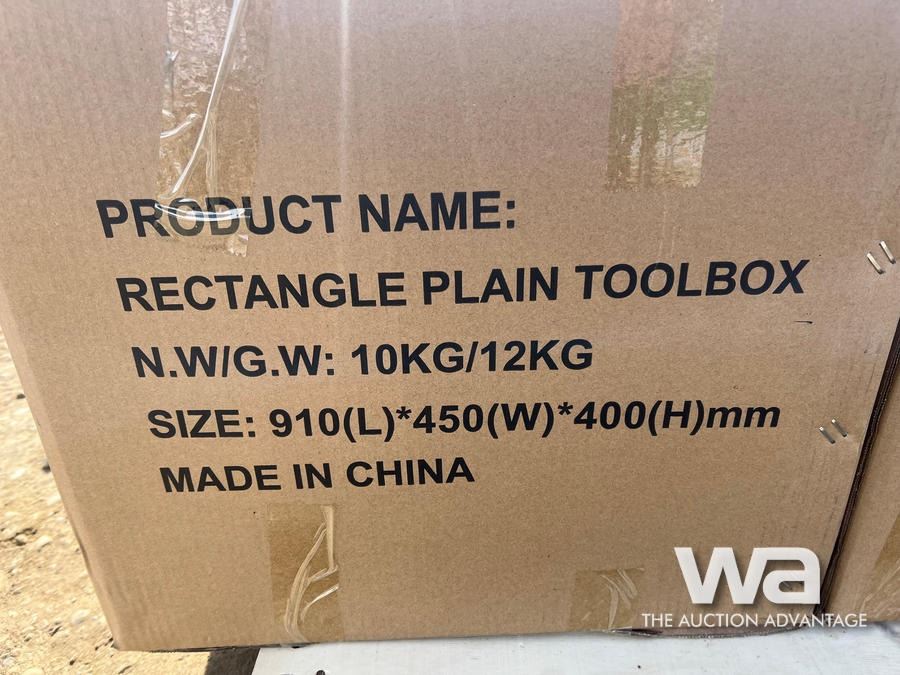 PRODUCT NAME:
RECTANGLE PLAIN TOOLBOX
N.W/G.W: 10KG/12KG
SIZE: 910(L)*450(W)*400(H)mm
MADE IN CHINA
wa
THE AUCTION ADVANTAGE